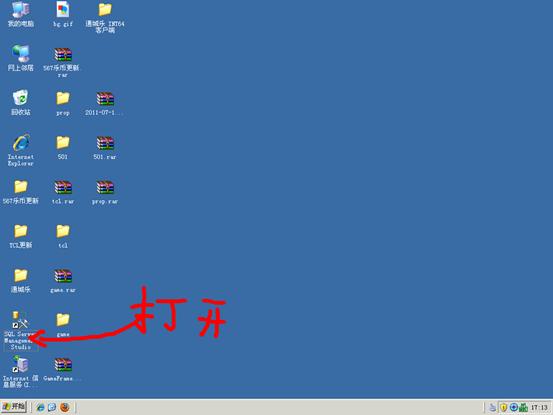 我的电脑
bg.gif
通城乐 INT64
客户端
网上邻居
567乐币更新.
rar
回收站
prop
2011-07-1...
Internet
Explorer
501
501.rar
567乐币更新
tcl.rar
prop.rar
TCL更新
tcl
通城乐
game.rar
SQL Server
Management
Studio
game
打开
Internet 信
息服务(I...
GameFrame...
开始
17:13